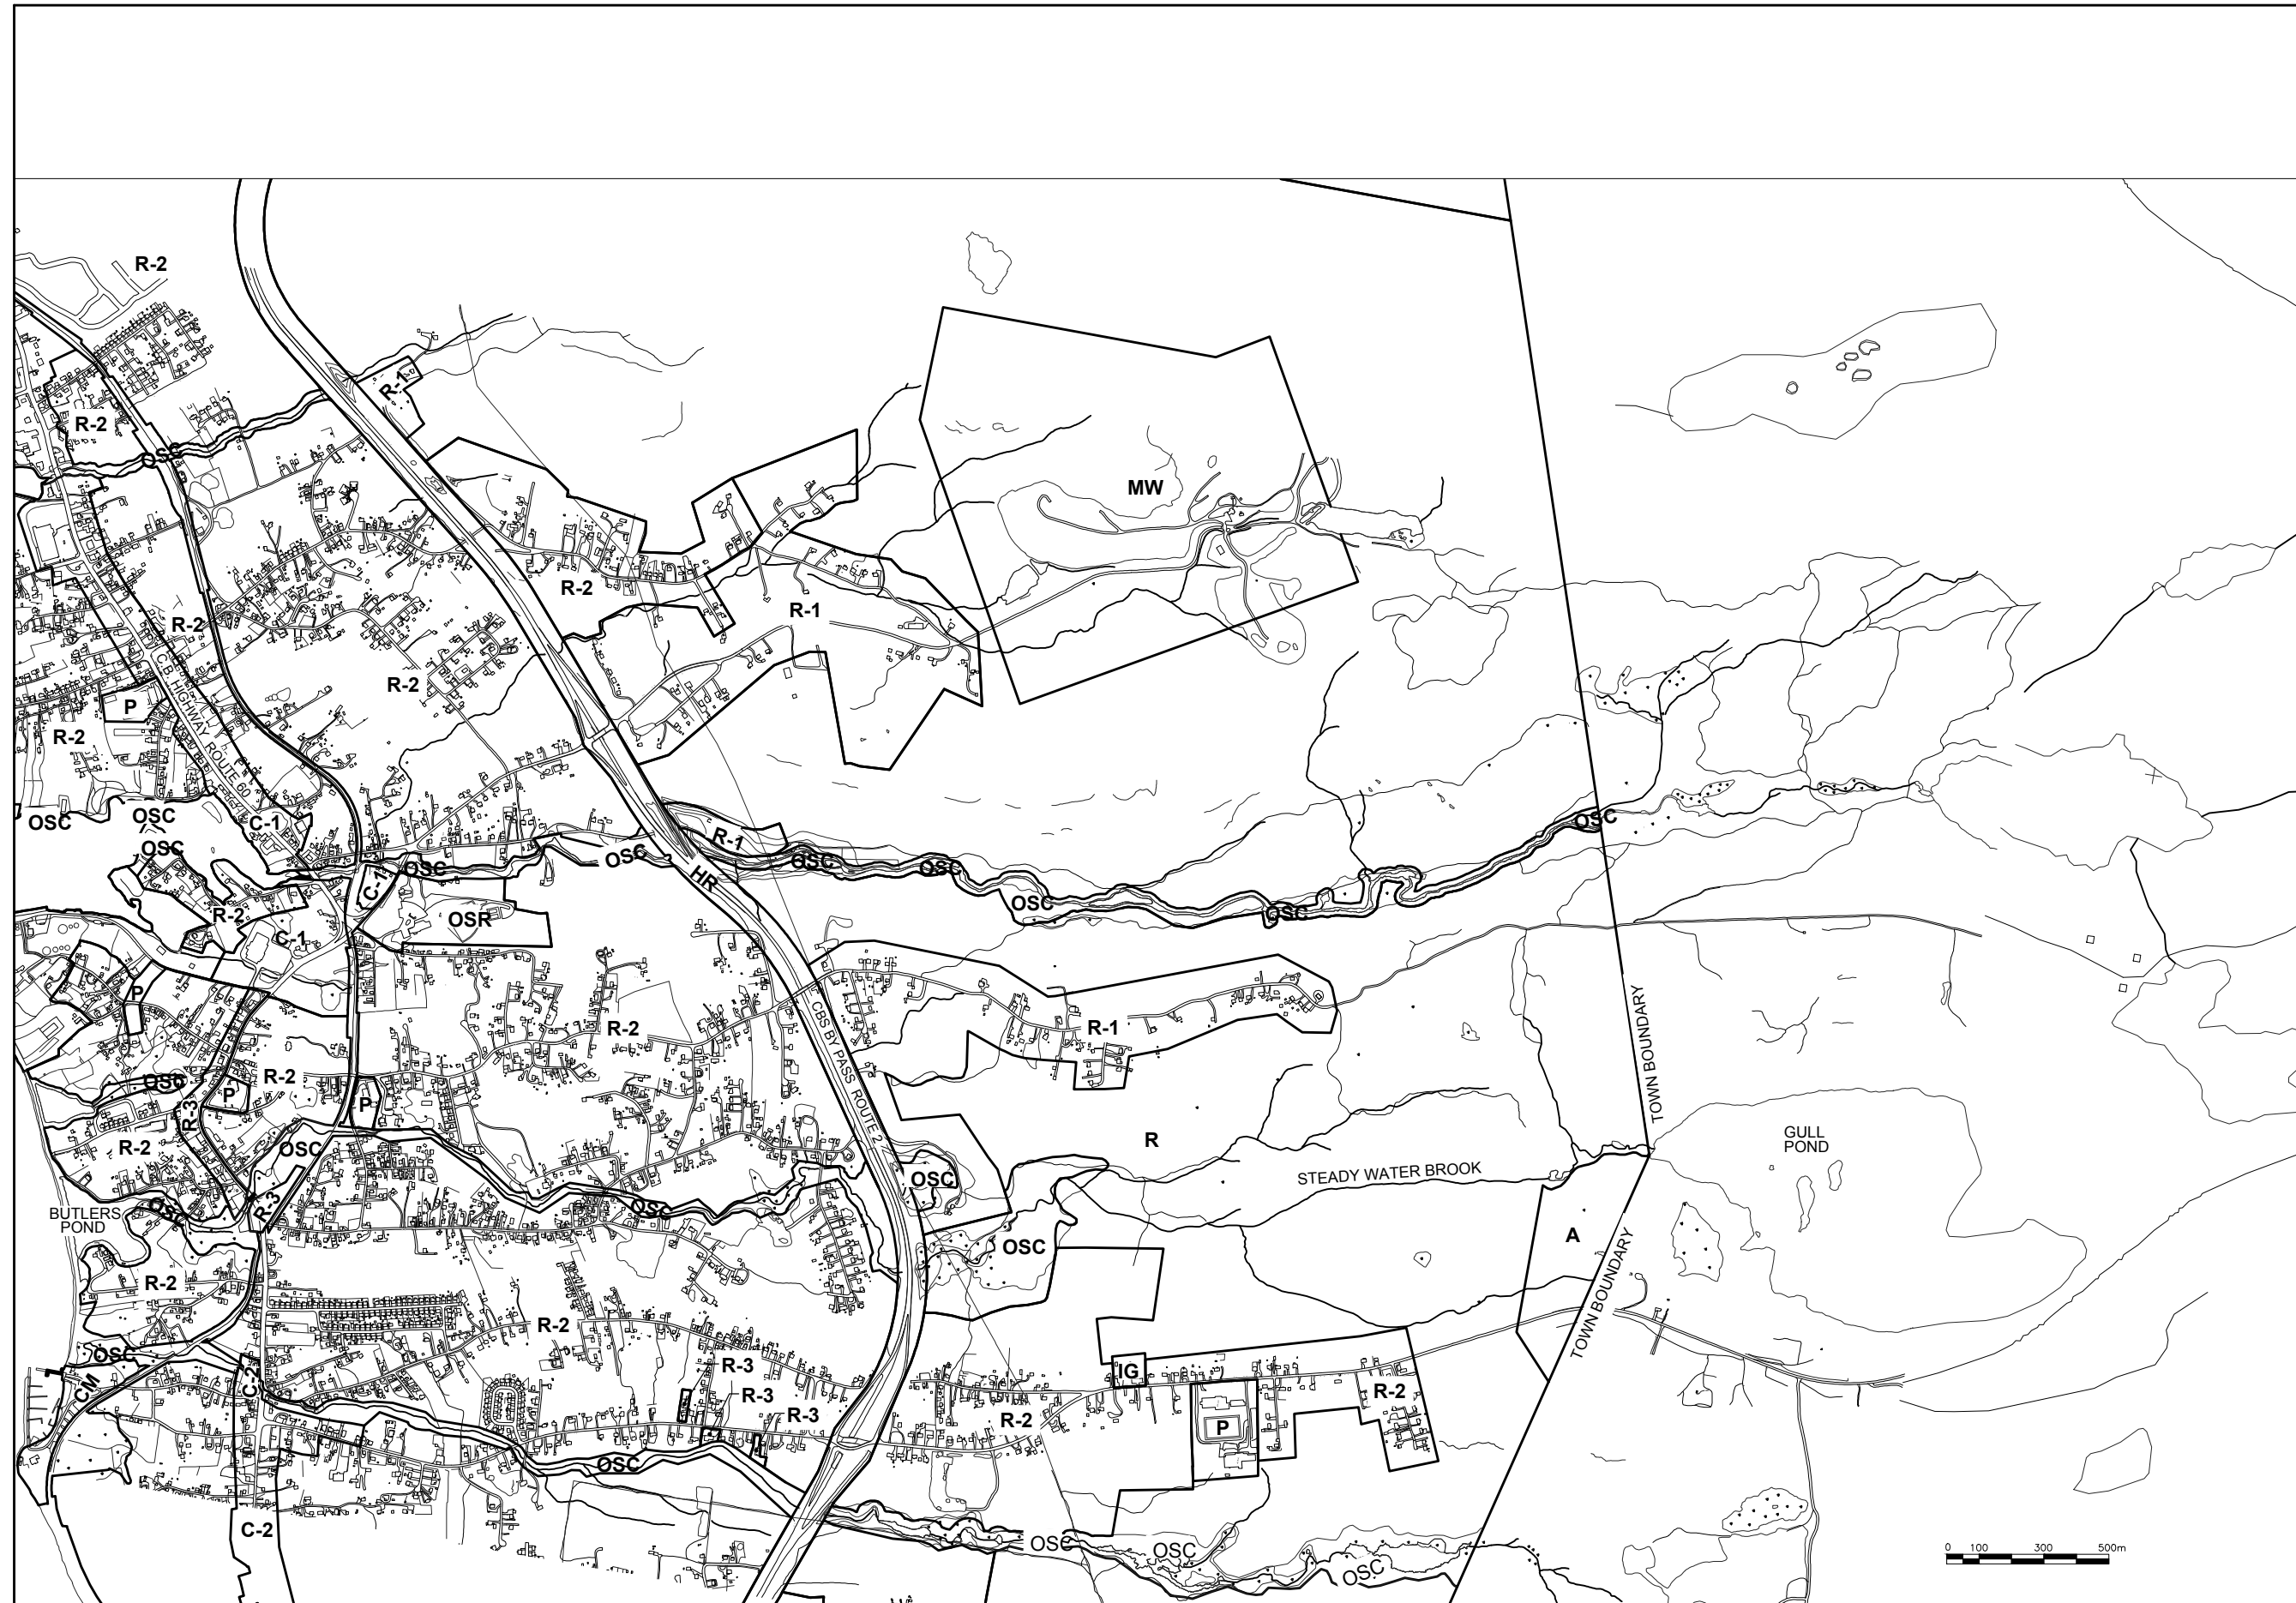 R-2
R-1
R-2
OSC
MW
R-2
R-1
R-2
R-2
P
R-2
C.B. HIGHWAY ROUTE 60
OSC
OSC
C-1
OSC
R-1
OSC
OSC
OSC
OSC
OSC
HR
C-1
OSC
OSC
R-2
OSR
C-1
P
R-2
CBS BY PASS ROUTE 2
R-1
TOWN BOUNDARY
OSC
R-2
P
P
R-3
R-2
OSC
R
GULL
POND
STEADY WATER BROOK
OSC
OSC
R-3
OSC
BUTLERS
POND
OSC
A
TOWN BOUNDARY
R-2
R-2
OSC
CM
C-2
R-3
R-3
R-3
IG
R-2
R-2
P
OSC
C-2
OSC
OSC
OSC
0 100 300 500m